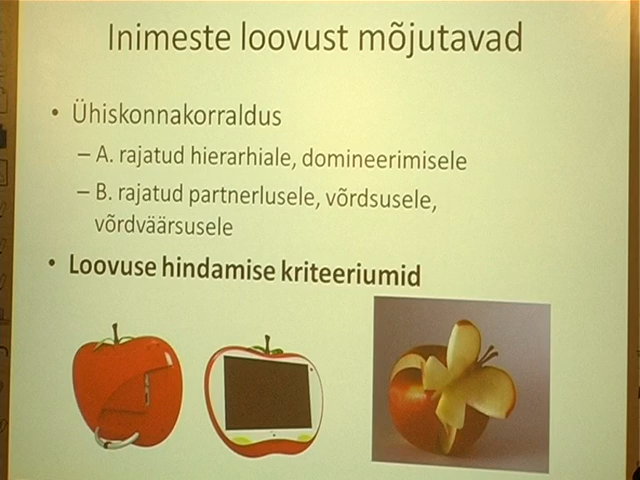 Inimeste loovust mõjutavad
• Ühiskonnakorraldus
– A. rajatud hierarhiale, domineerimisele
– B. rajatud partnerlusele, võrdsusele,
võrdväärsusele
• Loovuse hindamise kriteeriumid